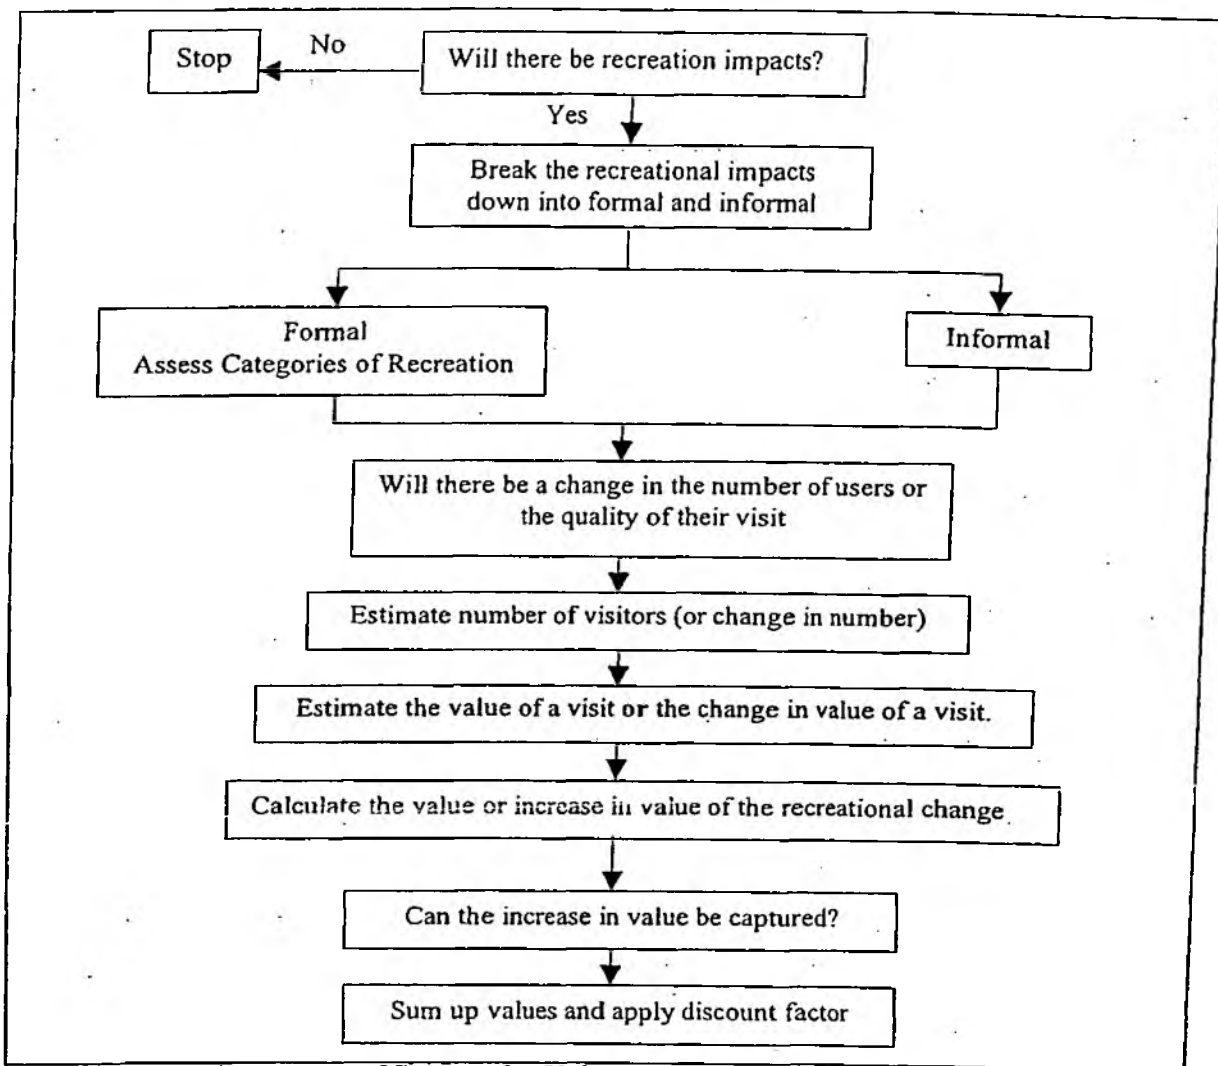 Stop
No
Will there be recreation impacts?
Yes
Break the recreational impacts
down into formal and informal
Formal
Assess Categories of Recreation
Informal
Will there be a change in the number of users or
the quality of their visit
Estimate number of visitors (or change in number)
Estimate the value of a visit or the change in value of a visit.
Calculate the value or increase in value of the recreational change
Can the increase in value be captured?
Sum up values and apply discount factor